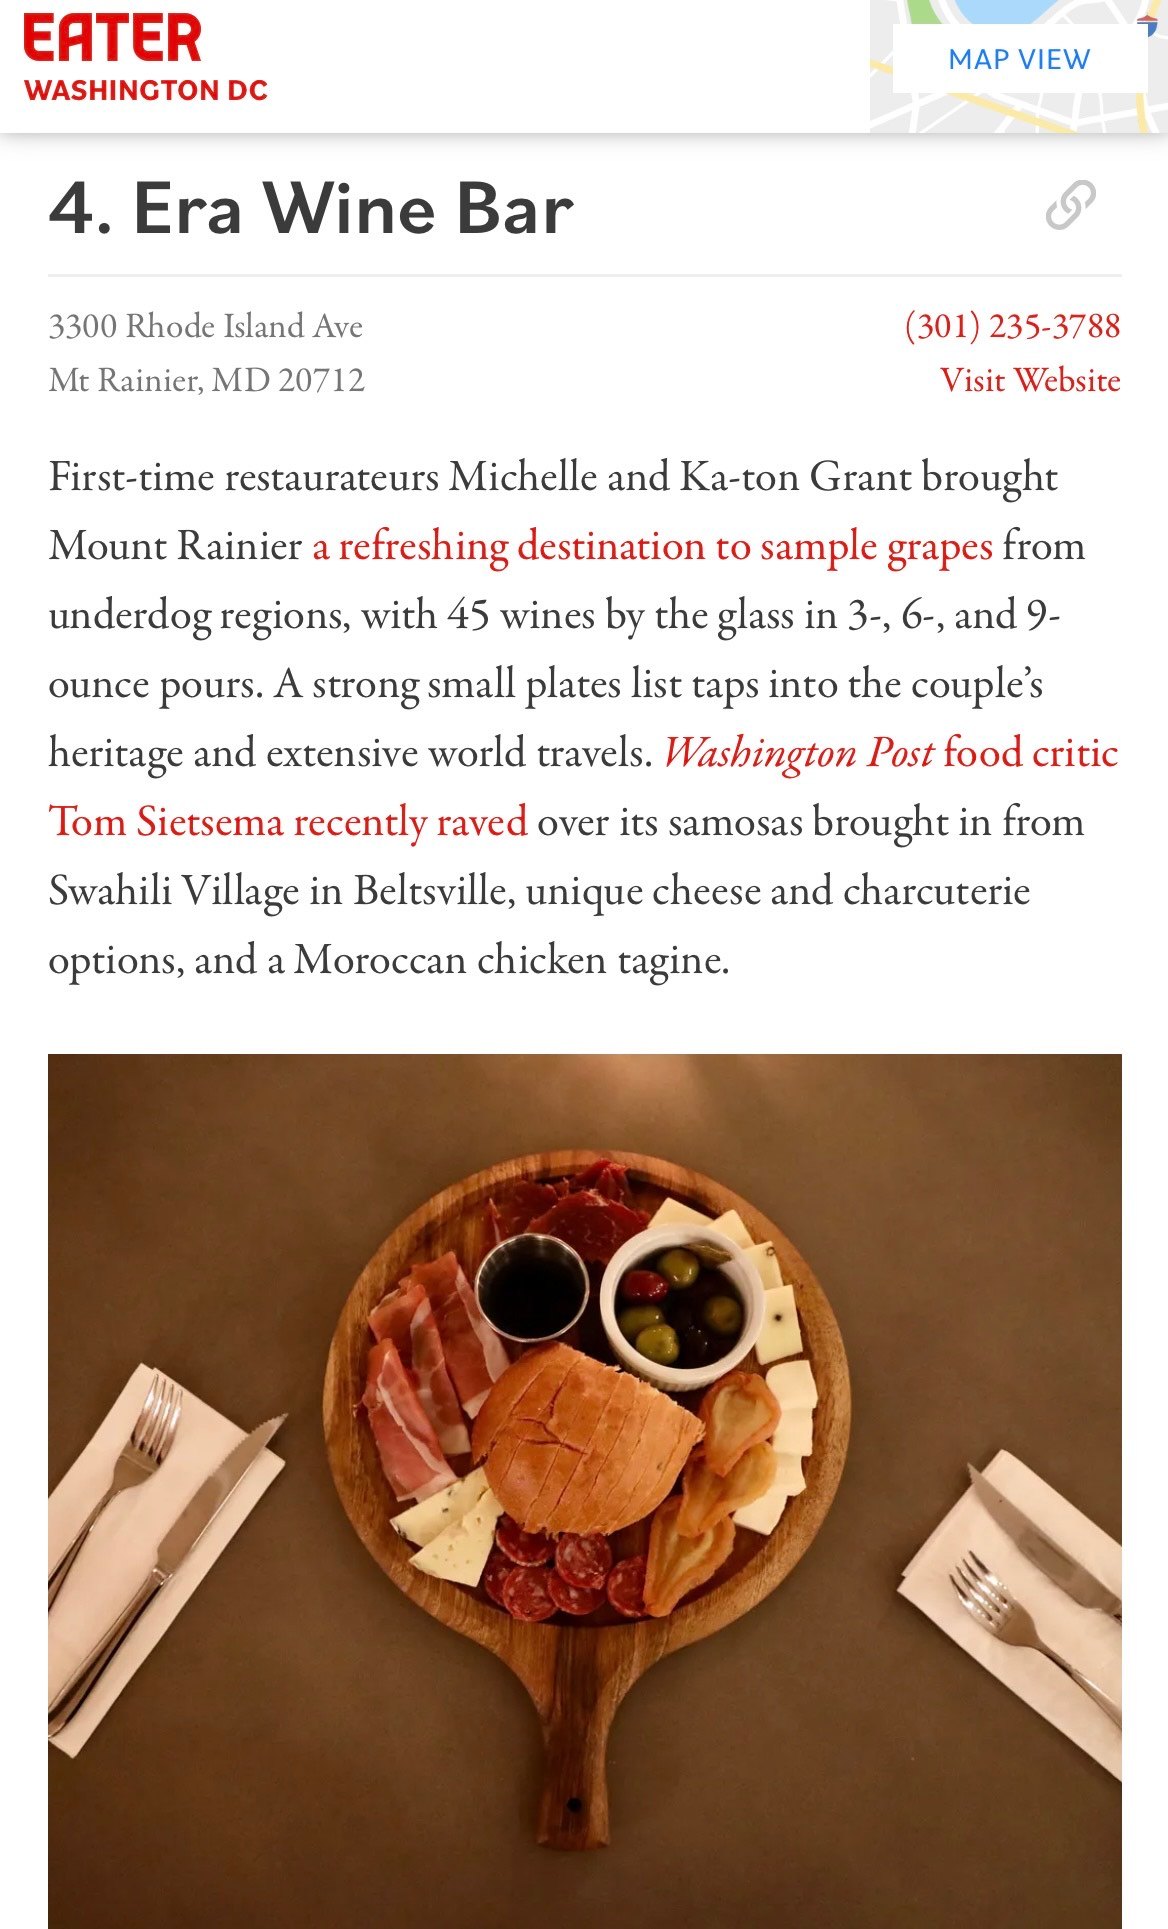 EATER
WASHINGTON DC
MAP VIEW
4. Era Wine Bar
3300 Rhode Island Ave
Mt Rainier, MD 20712
(301) 235-3788
Visit Website
First-time restaurateurs Michelle and Ka-ton Grant brought
Mount Rainier a refreshing destination to sample grapes from
underdog regions, with 45 wines by the glass in 3-, 6-, and 9-
ounce pours. A strong small plates list taps into the couple’s
heritage and extensive world travels. Washington Post food critic
Tom Sietsema recently raved over its samosas brought in from
Swahili Village in Beltsville, unique cheese and charcuterie
options, and a Moroccan chicken tagine.